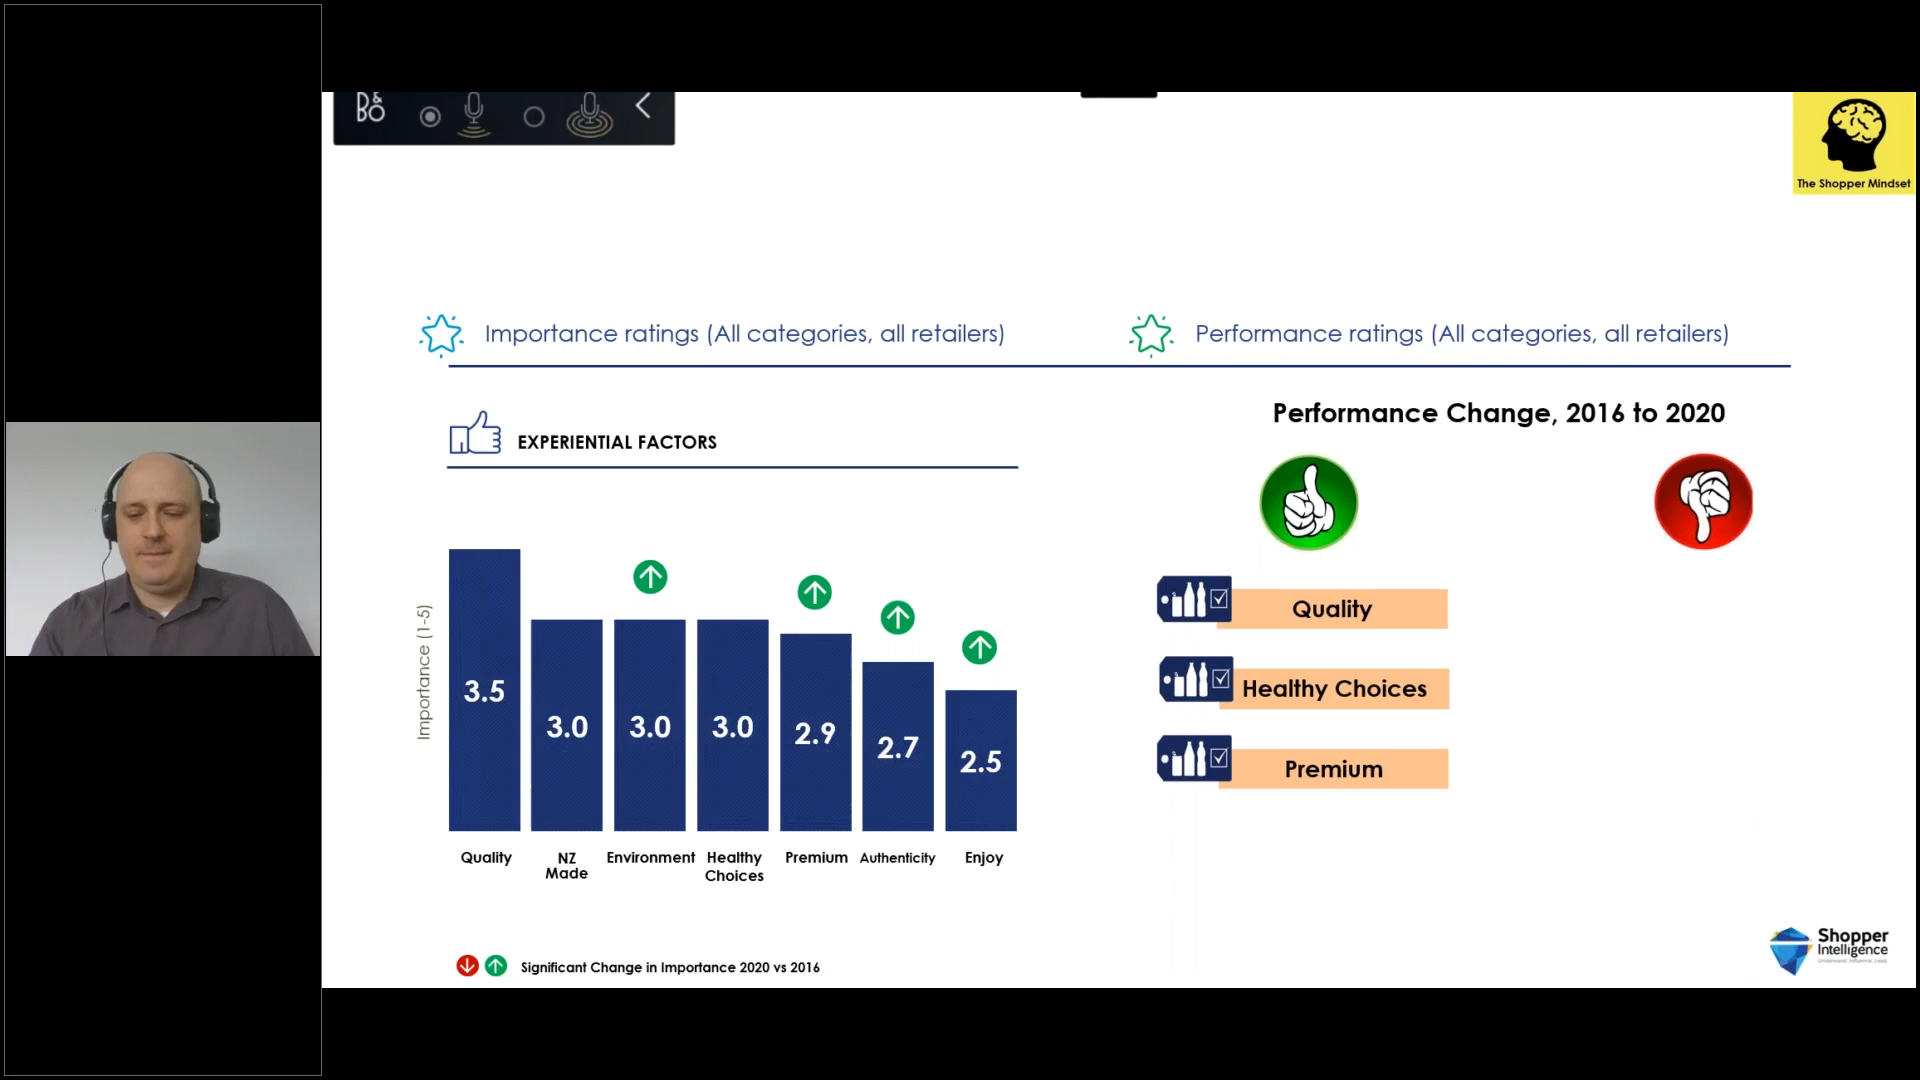 B&O
The Shopper Mindset
Importance ratings (All categories, all retailers)
Performance ratings (All categories, all retailers)
EXPERIENTIAL FACTORS
Importance (1-5)
3.5
3.0
3.0
3.0
2.9
2.7
2.5
Quality
NZ
Made
Environment
Healthy
Choices
Premium
Authenticity
Enjoy
Significant Change in Importance 2020 vs 2016
Performance Change, 2016 to 2020
Quality
Healthy Choices
Premium
Shopper
Intelligence
Understand. Influence. Lead.